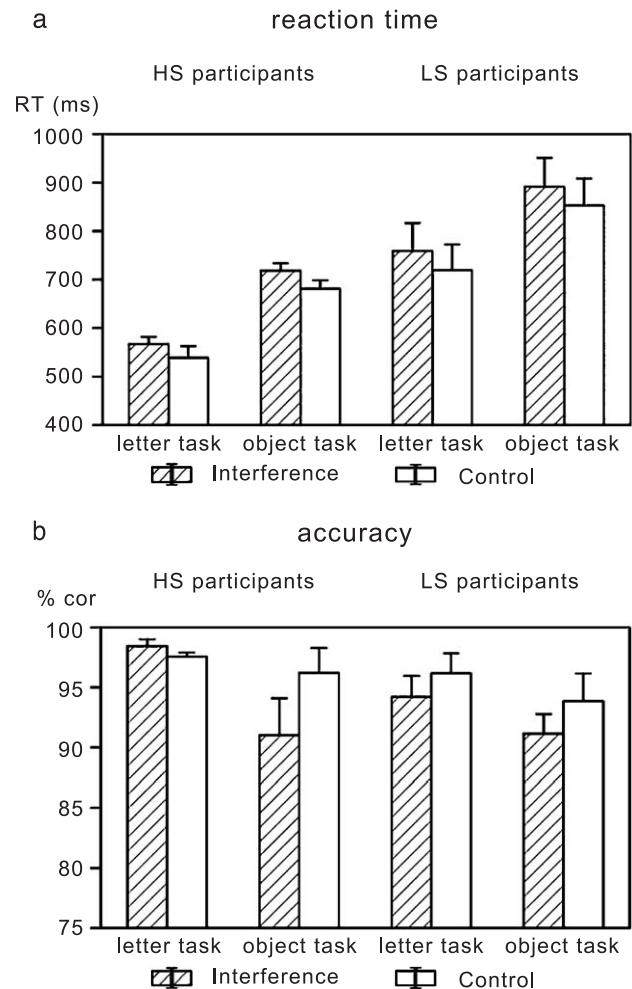 a reaction time
HS participants LS participants
RT (ms)
1000
900
800
700
600
500
400
letter task object task letter task object task
Interference Control
b accuracy
HS participants LS participants
% cor
100
95
90
85
80
75
letter task object task letter task object task
Interference Control